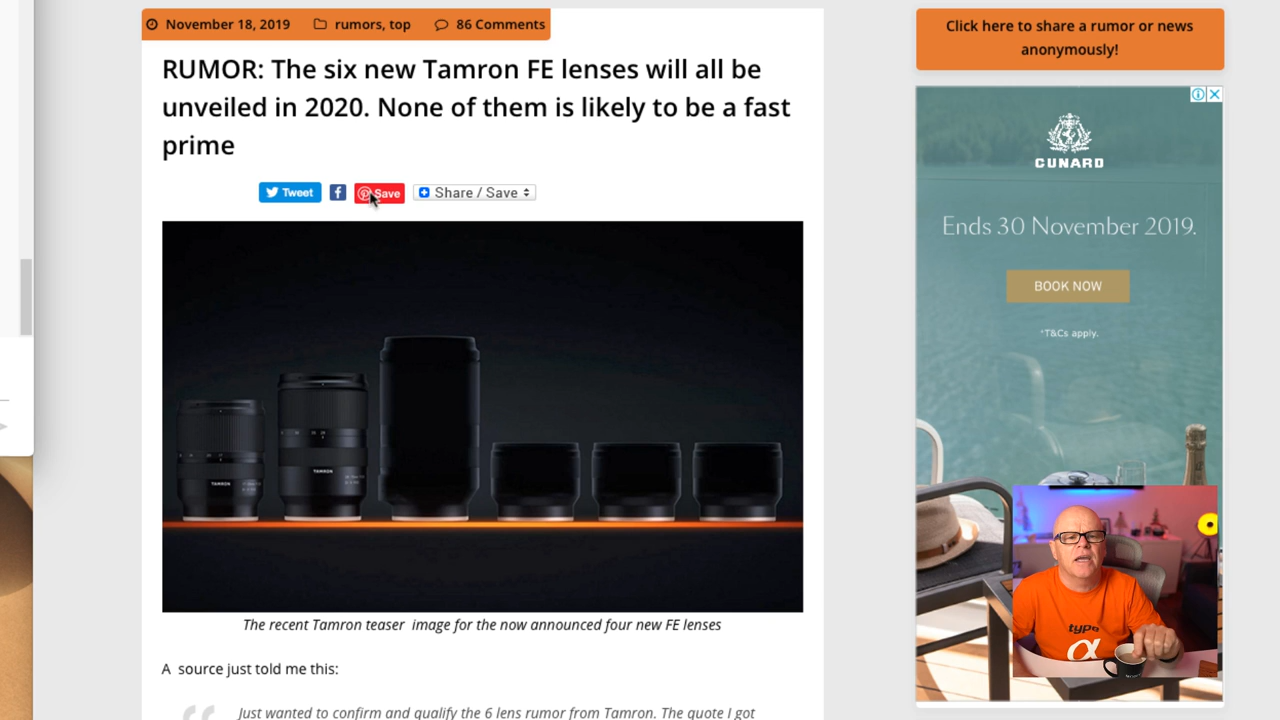 November 18, 2019 rumors, top 86 Comments
RUMOR: The six new Tamron FE lenses will all be
unveiled in 2020. None of them is likely to be a fast
prime
Tweet Save Share / Save
TAMRON
TAMRON
The recent Tamron teaser image for the now announced four new FE lenses
A source just told me this:
Just wanted to confirm and qualify the 6 lens rumor from Tamron. The quote I got
Click here to share a rumor or news
anonymously!
CUNARD
Ends 30 November 2019.
BOOK NOW
*T&Cs apply.
type
α